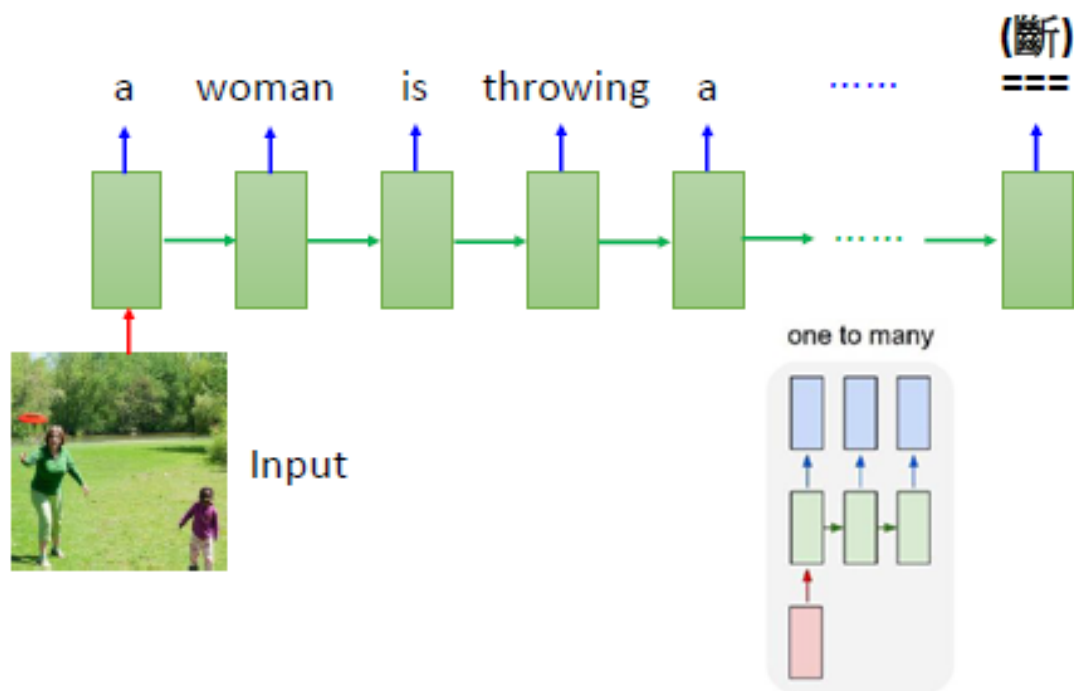 (斷)
a woman is throwing a ⋯⋯ ===
⋯⋯
one to many
Input